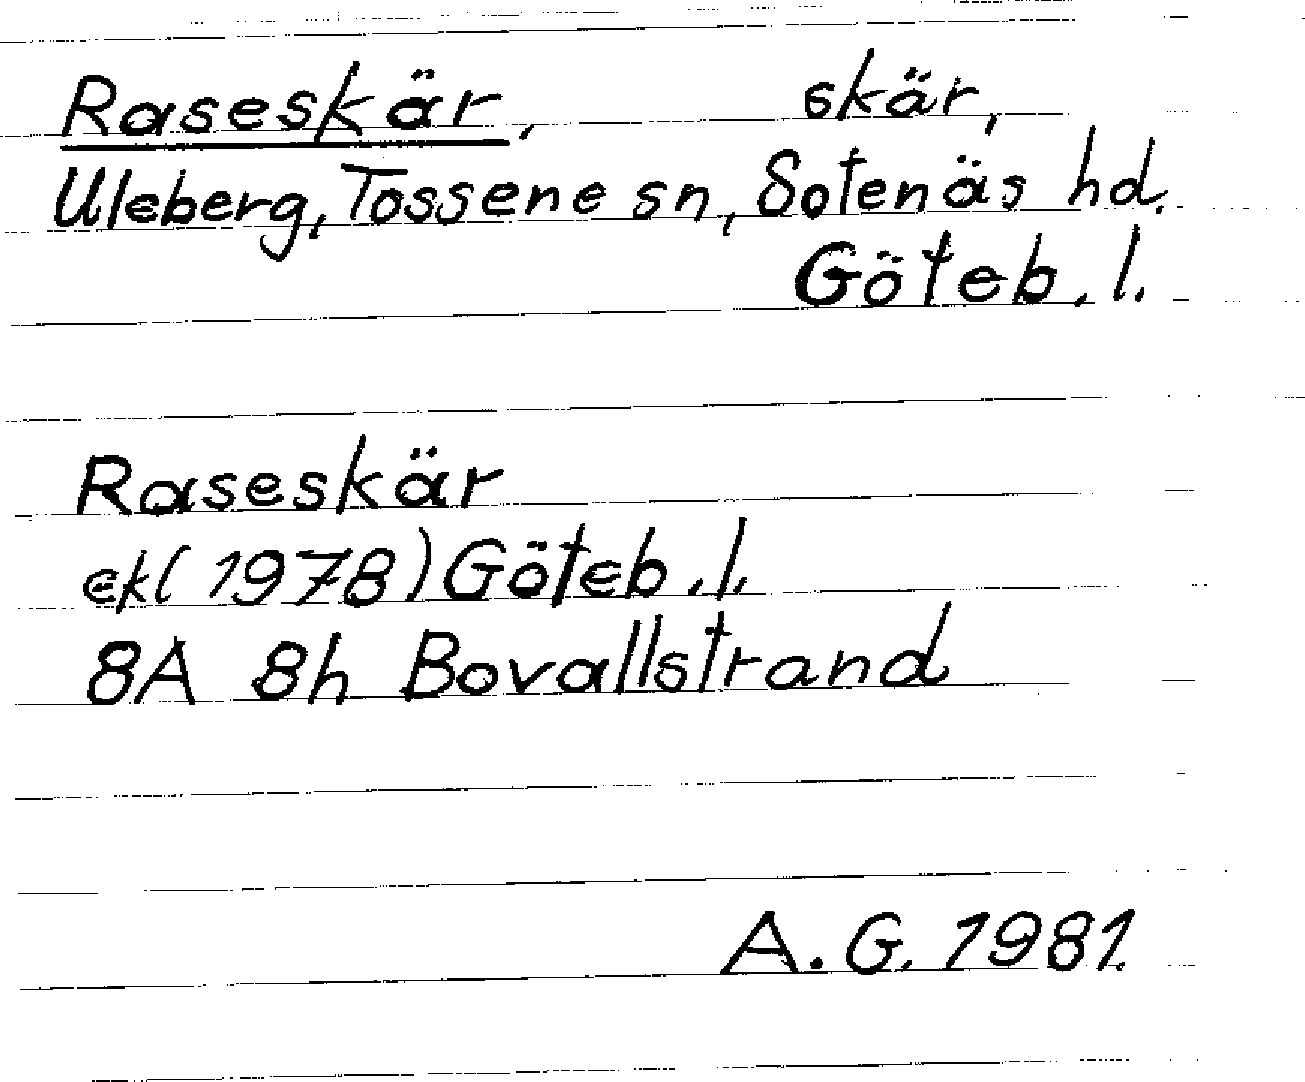 Raseskär, skär,
Uleberg, Tossene sn, Sotenäs hd.
Göteb. l.
Raseskär
ek(1978) Göteb. l.
8A 8h Bovallstrand
A. G. 1981.